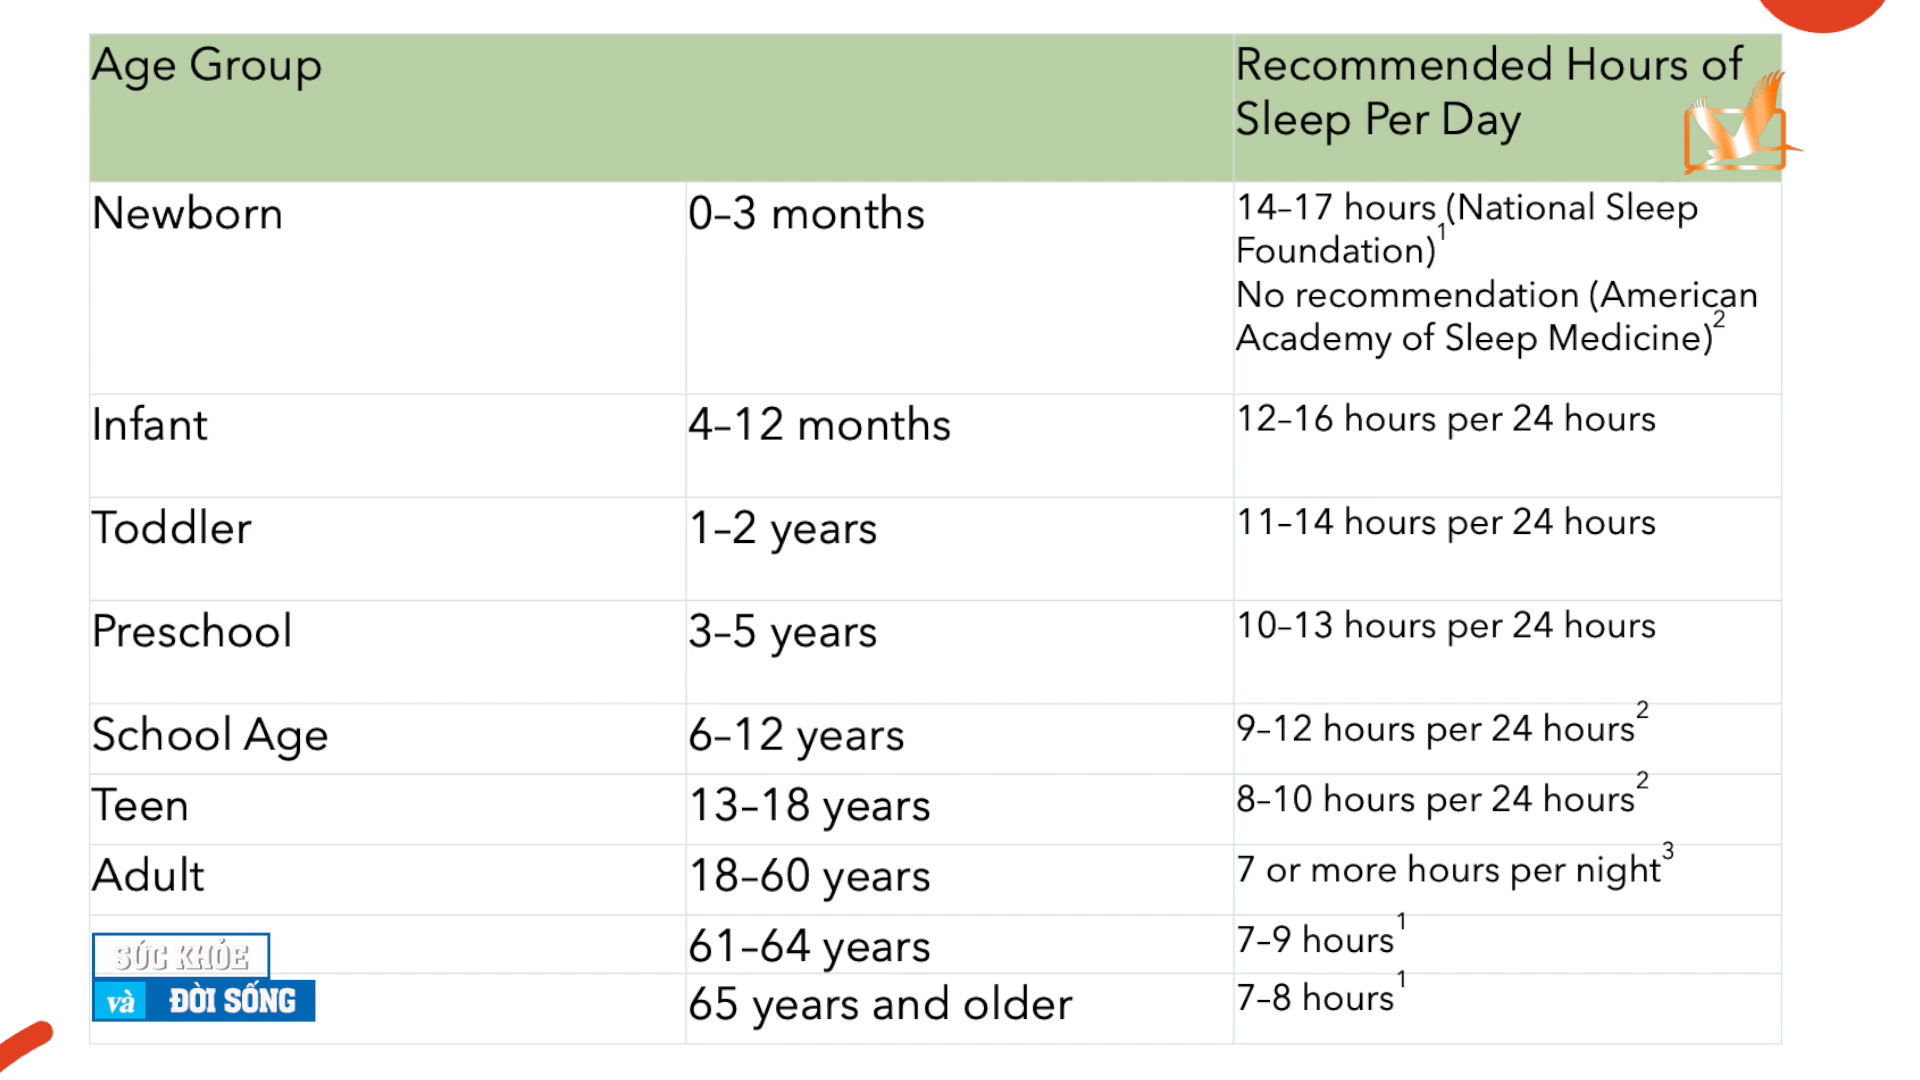 Age Group
Recommended Hours of
Sleep Per Day
Newborn
0–3 months
14–17 hours (National Sleep
Foundation)1
No recommendation (American
Academy of Sleep Medicine)2
Infant
4–12 months
12–16 hours per 24 hours
Toddler
1–2 years
11–14 hours per 24 hours
Preschool
3–5 years
10–13 hours per 24 hours
School Age
6–12 years
9–12 hours per 24 hours2
Teen
13–18 years
8–10 hours per 24 hours2
Adult
18–60 years
7 or more hours per night3
61–64 years
7–9 hours1
65 years and older
7–8 hours1
SỨC KHỎE
và ĐỜI SỐNG